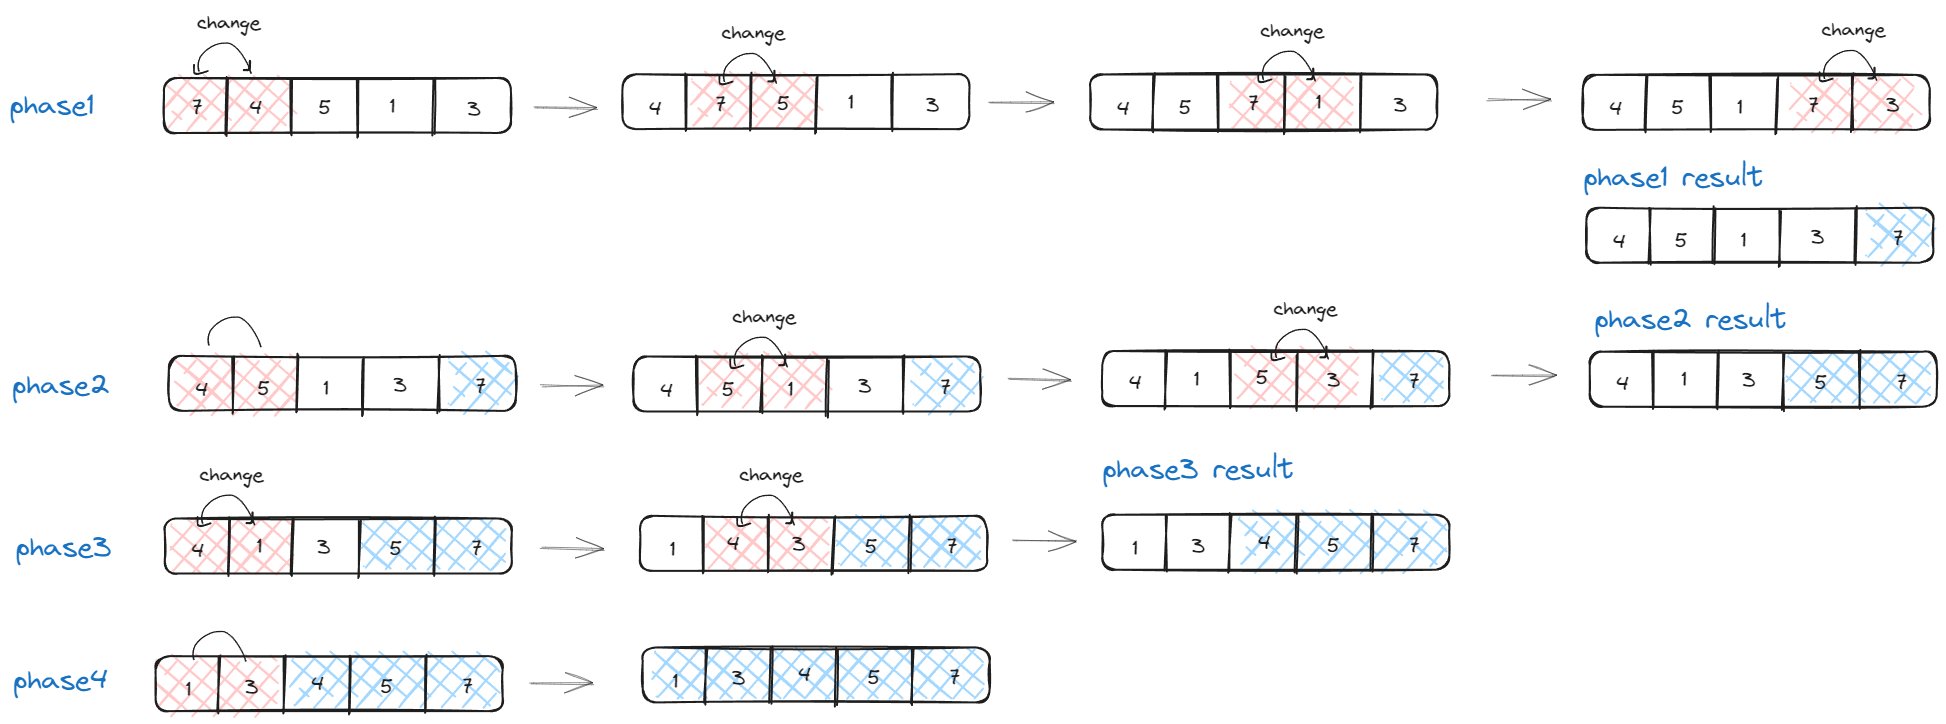 change change change change
phase1 7 4 5 1 3 4 7 5 1 3 4 5 7 1 3 4 5 1 7 3
phase1 result
4 5 1 3 7
change change phase2 result
phase2 4 5 1 3 7 4 5 1 3 7 4 1 5 3 7 4 1 3 5 7
change change phase3 result
phase3 4 1 3 5 7 1 4 3 5 7 1 3 4 5 7
phase4 1 3 4 5 7 1 3 4 5 7